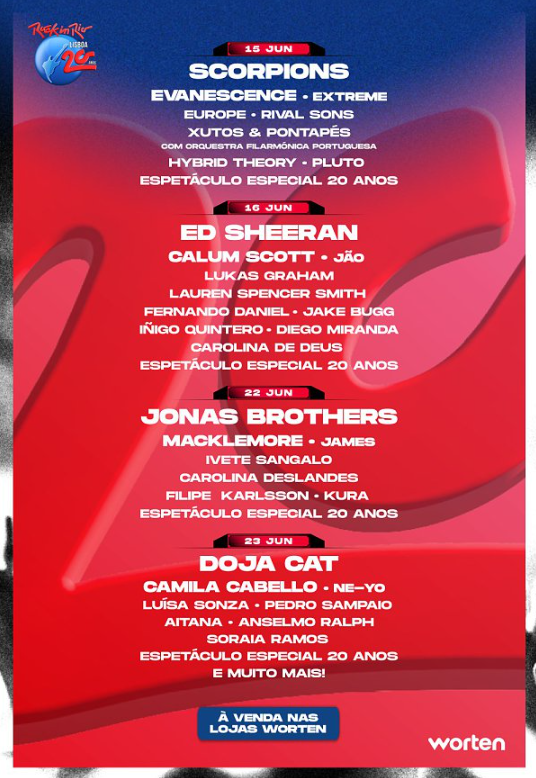 Rock in Rio
LISBOA
20 ANOS
15 JUN
SCORPIONS
EVANESCENCE • EXTREME
EUROPE • RIVAL SONS
XUTOS & PONTAPÉS
COM ORQUESTRA FILARMÓNICA PORTUGUESA
HYBRID THEORY • PLUTO
ESPETÁCULO ESPECIAL 20 ANOS
16 JUN
ED SHEERAN
CALUM SCOTT • JÃO
LUKAS GRAHAM
LAUREN SPENCER SMITH
FERNANDO DANIEL • JAKE BUGG
IÑIGO QUINTERO • DIEGO MIRANDA
CAROLINA DE DEUS
ESPETÁCULO ESPECIAL 20 ANOS
22 JUN
JONAS BROTHERS
MACKLEMORE • JAMES
IVETE SANGALO
CAROLINA DESLANDES
FILIPE KARLSSON • KURA
ESPETÁCULO ESPECIAL 20 ANOS
23 JUN
DOJA CAT
CAMILA CABELLO • NE-YO
LUÍSA SONZA • PEDRO SAMPAIO
AITANA • ANSELMO RALPH
SORAIA RAMOS
ESPETÁCULO ESPECIAL 20 ANOS
E MUITO MAIS!
À VENDA NAS
LOJAS WORTEN
worten